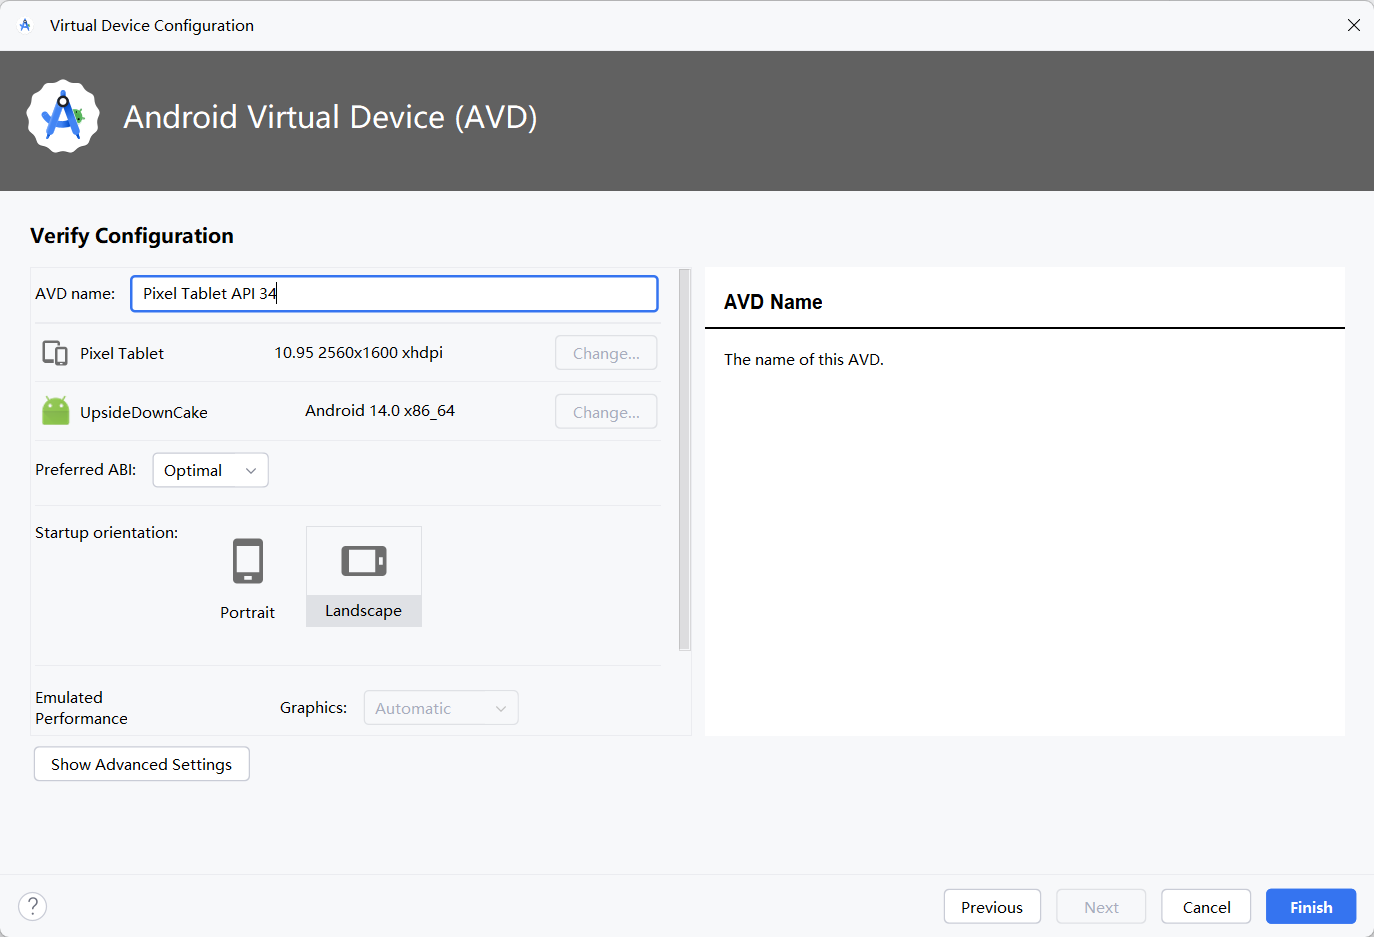 Virtual Device Configuration
Android Virtual Device (AVD)
Verify Configuration
AVD name: Pixel Tablet API 34
Pixel Tablet 10.95 2560x1600 xhdpi Change...
UpsideDownCake Android 14.0 x86_64 Change...
Preferred ABI: Optimal
Startup orientation:
Portrait Landscape
Emulated
Performance
Graphics: Automatic
Show Advanced Settings
AVD Name
The name of this AVD.
?
Previous Next Cancel Finish